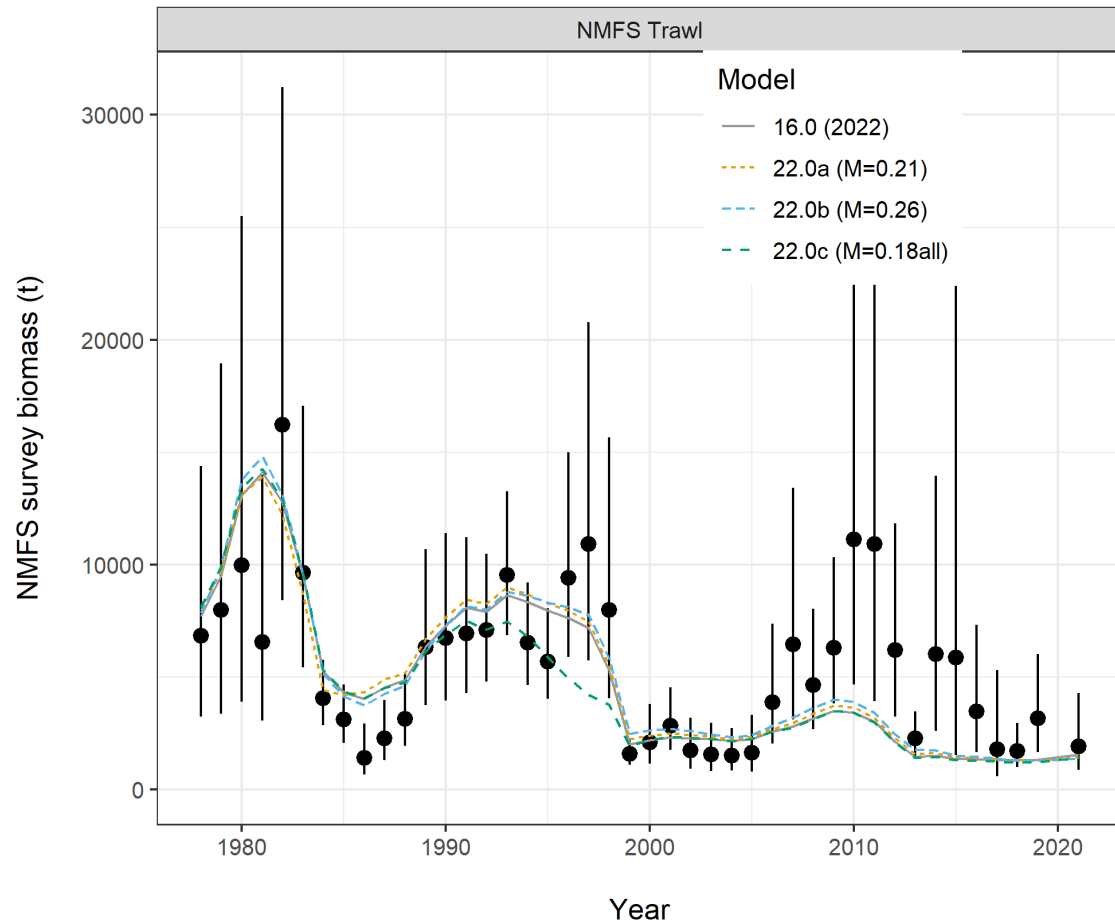 NMFS Trawl
Model
16.0 (2022)
22.0a (M=0.21)
22.0b (M=0.26)
22.0c (M=0.18all)
NMFS survey biomass (t)
30000
20000
10000
0
1980 1990 2000 2010 2020
Year